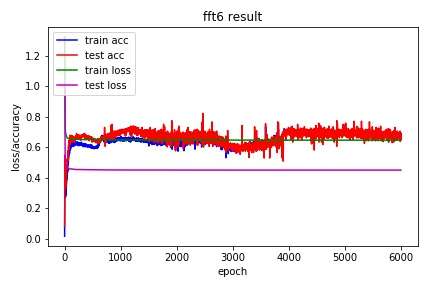 fft6 result
train acc
test acc
train loss
test loss
loss/accuracy
1.2
1.0
0.8
0.6
0.4
0.2
0.0
0 1000 2000 3000 4000 5000 6000
epoch